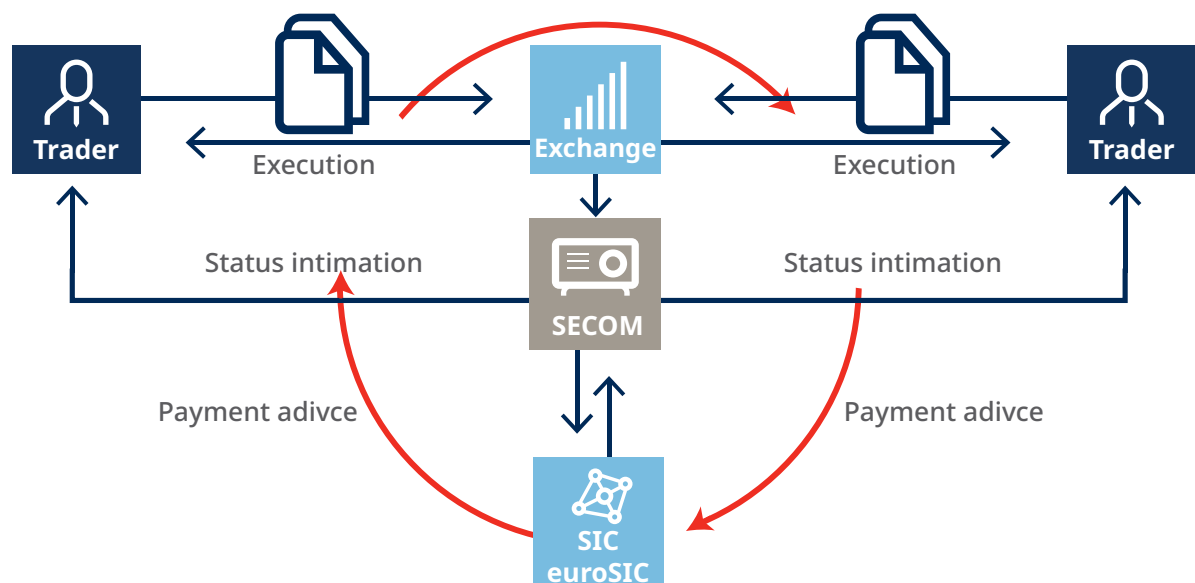 Trader
Exchange
Trader
Execution
Execution
Status intimation
Status intimation
SECOM
Payment adivce
Payment adivce
SIC
euroSIC